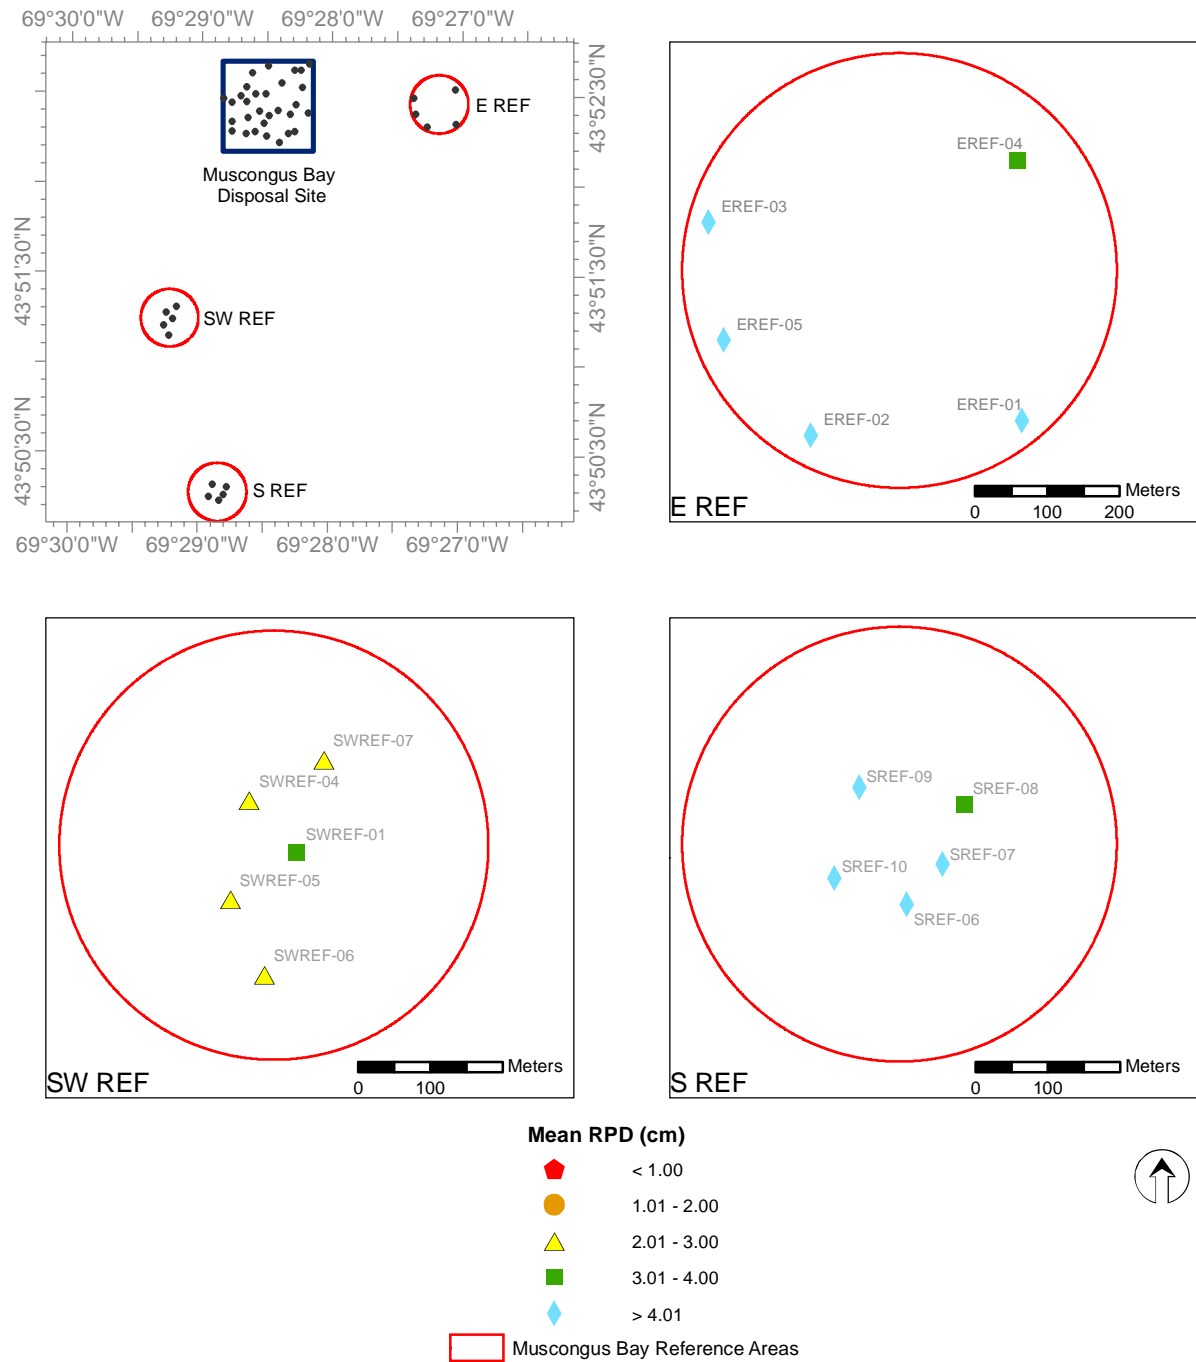 69°30'0"W 69°29'0"W 69°28'0"W 69°27'0"W
43°52'30"N
43°51'30"N
43°51'30"N
43°50'30"N
43°50'30"N
E REF
Muscongus Bay
Disposal Site
SW REF
S REF
69°30'0"W 69°29'0"W 69°28'0"W 69°27'0"W
EREF-04
EREF-03
EREF-05
EREF-01
EREF-02
Meters
0 100 200
E REF
SWREF-07
SWREF-04
SWREF-01
SWREF-05
SWREF-06
Meters
0 100
SW REF
SREF-09
SREF-08
SREF-07
SREF-10
SREF-06
Meters
0 100
S REF
Mean RPD (cm)
< 1.00
1.01 - 2.00
2.01 - 3.00
3.01 - 4.00
> 4.01
Muscongus Bay Reference Areas